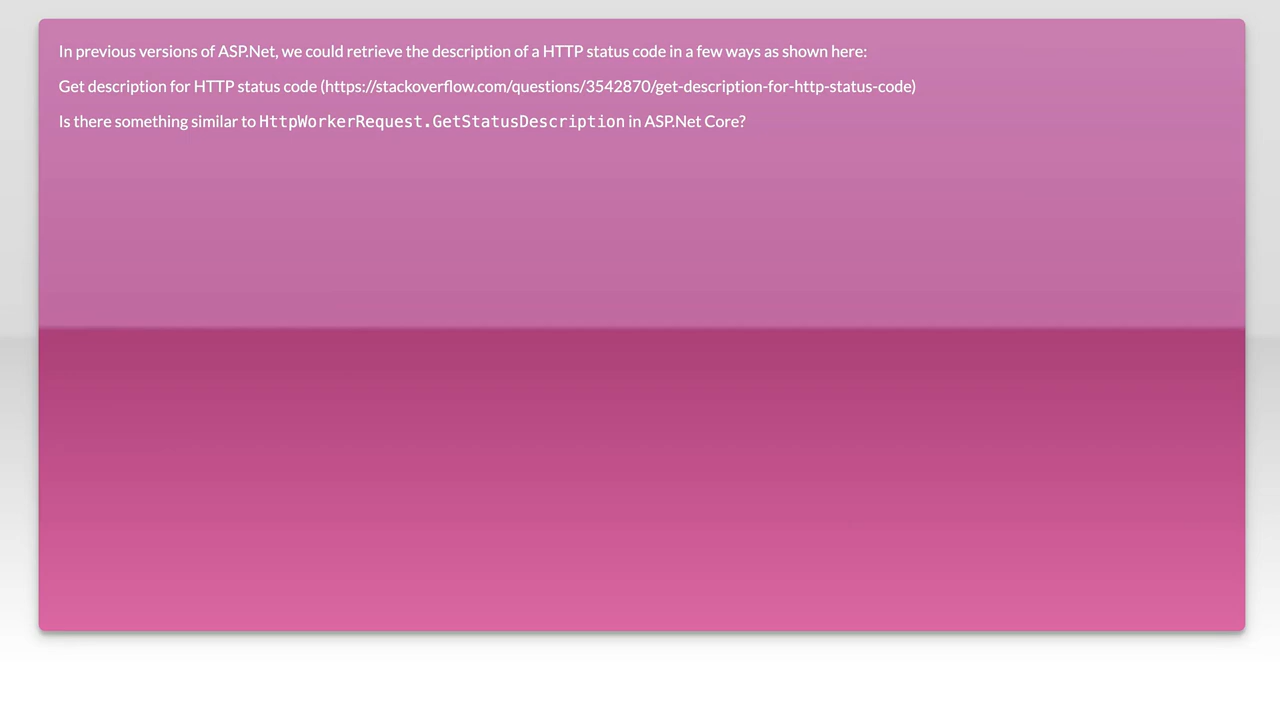 In previous versions of ASP.Net, we could retrieve the description of a HTTP status code in a few ways as shown here:
Get description for HTTP status code (https://stackoverflow.com/questions/3542870/get-description-for-http-status-code)
Is there something similar to HttpWorkerRequest.GetStatusDescription in ASP.Net Core?